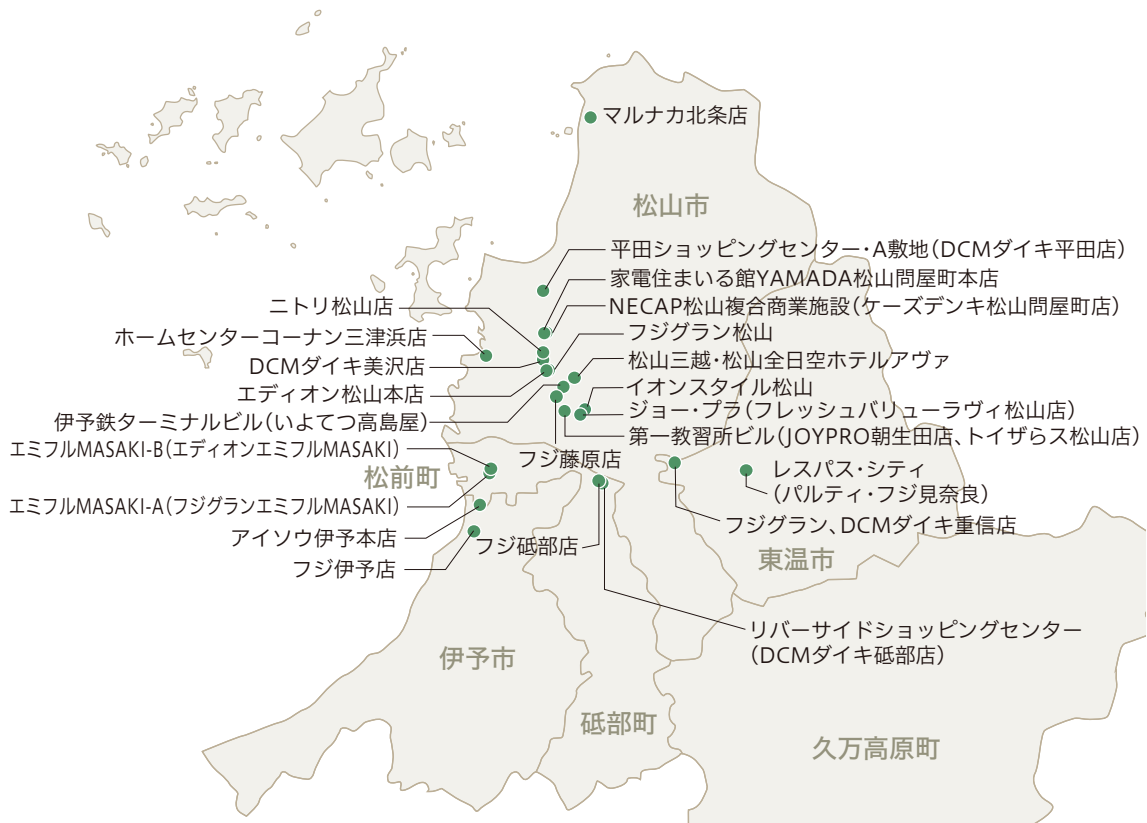 マルナカ北条店
松山市
平田ショッピングセンター・A敷地(DCMダイキ平田店)
家電住まいる館YAMADA松山問屋町本店
NECAP松山複合商業施設(ケーズデンキ松山問屋町店)
フジグラン松山
松山三越・松山全日空ホテルアヴァ
イオンスタイル松山
ジョー・プラ(フレッシュバリューラヴィ松山店)
第一教習所ビル(JOYPRO朝生田店、トイザらス松山店)
ニトリ松山店
ホームセンターコーナン三津浜店
DCMダイキ美沢店
エディオン松山本店
伊予鉄ターミナルビル(いよてつ高島屋)
エミフルMASAKI-B(エディオンエミフルMASAKI)
フジ藤原店
松前町
エミフルMASAKI-A(フジグランエミフルMASAKI)
アイソウ伊予本店
フジ伊予店
フジ砥部店
レスパス・シティ
(パルティ・フジ見奈良)
フジグラン、DCMダイキ重信店
東温市
リバーサイドショッピングセンター
(DCMダイキ砥部店)
伊予市
砥部町
久万高原町